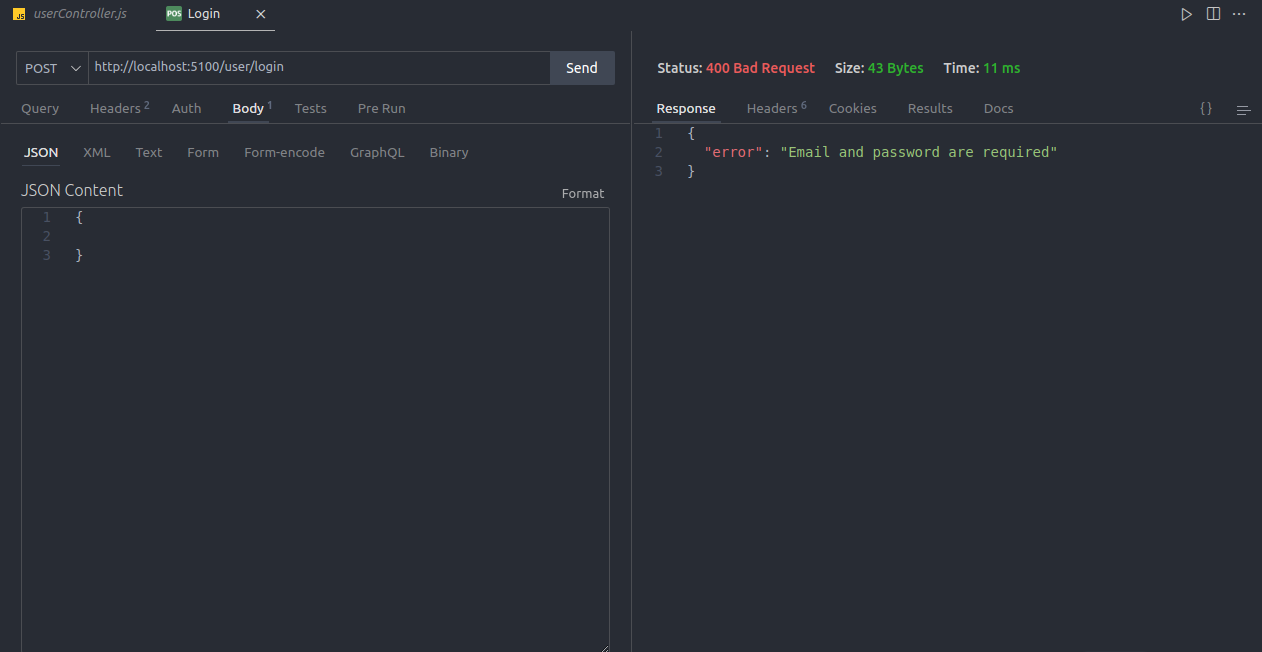 JS userController.js POS Login
POST http://localhost:5100/user/login Send
Query Headers 2 Auth Body 1 Tests Pre Run
JSON XML Text Form Form-encode GraphQL Binary
JSON Content Format
1 {
2
3 }
Status: 400 Bad Request Size: 43 Bytes Time: 11 ms
Response Headers 6 Cookies Results Docs {}
1 {
2 "error": "Email and password are required"
3 }